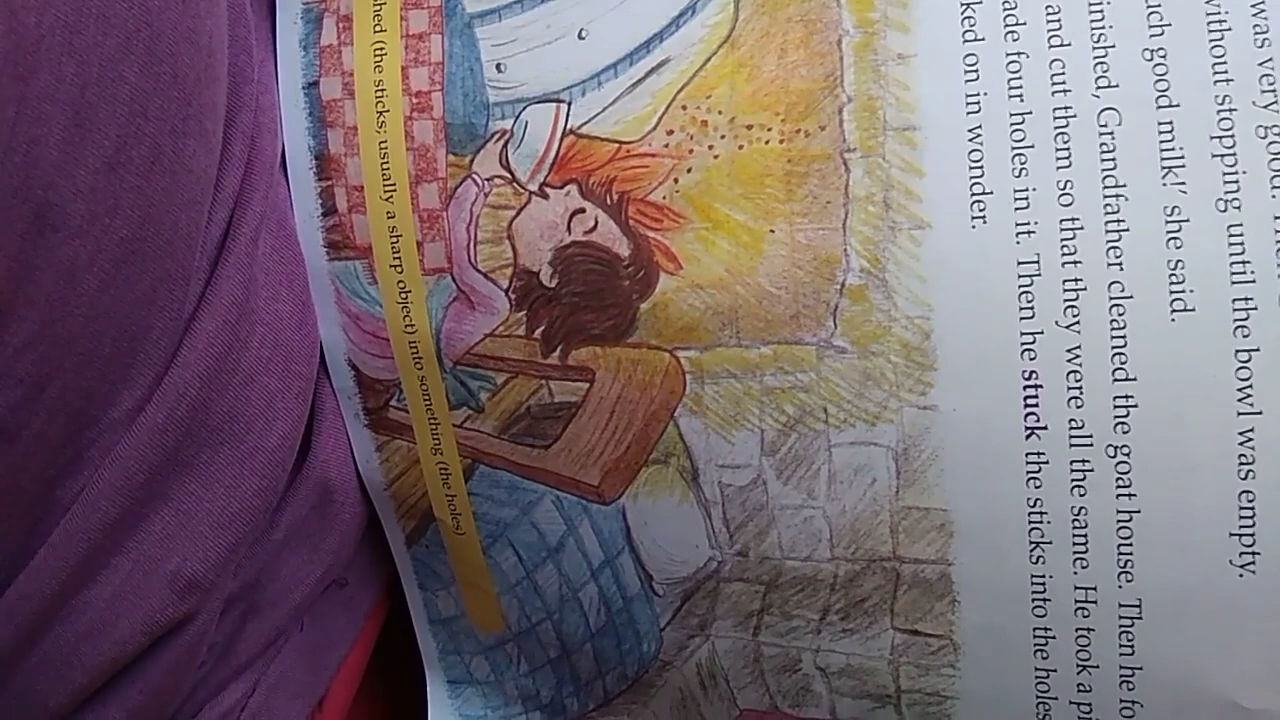 was very good.
without stopping until the bowl was empty.
uch good milk!' she said.
inished, Grandfather cleaned the goat house. Then he fo
and cut them so that they were all the same. He took a pi
ade four holes in it. Then he stuck the sticks into the holes
ked on in wonder.
shed (the sticks; usually a sharp object) into something (the holes)